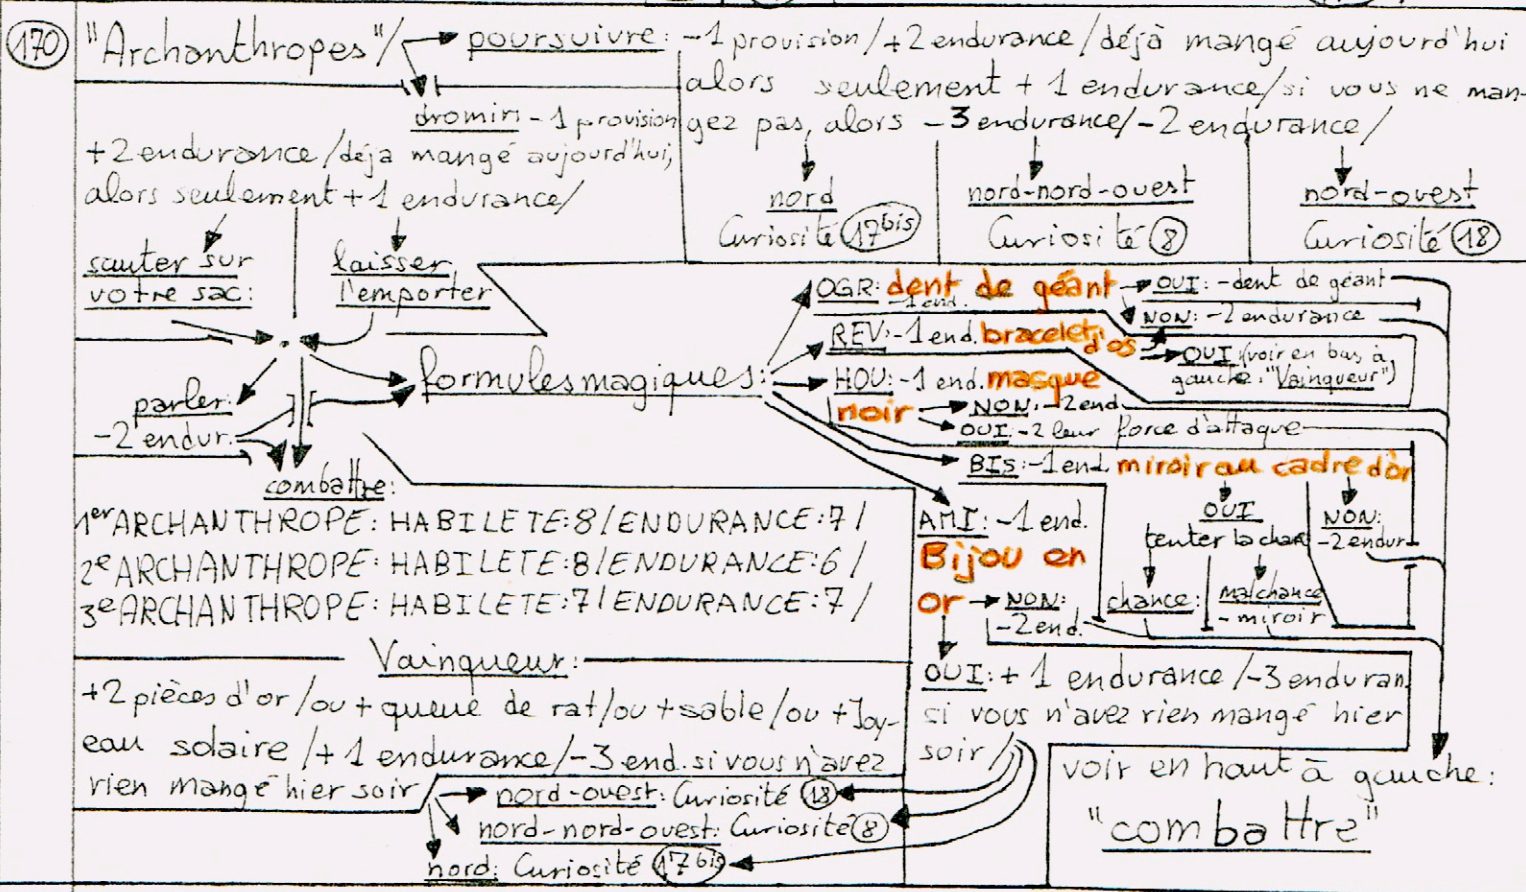 170
"Archanthropes"/
poursuivre: -1 provision/+2 endurance/déjà mangé aujourd'hui
alors seulement + 1 endurance/si vous ne man-
gez pas, alors -3 endurance/-2 endurance/
nord
Curiosité 17bis
nord-nord-ouest
Curiosité 8
nord-ovest
Curiosité 18
dromir: -1 provision
+2 endurance/déja mangé aujourd'hui,
alors seulement +1 endurance/
sauter sur
votre sac:
laisser
l'emporter
parler:
-2 endur.
formules magiques:
OGR: dent de géant
-1 end.
OUI: -dent de géant
NON: -2 endurance
REV: -1 end. bracelet
d'os
OUI (voir en bas à
gauche: "Vainqueur")
HOU: -1 end. masque
noir
NON: -2 end.
OUI: -2 leur force d'attaque
BIS: -1 end. miroir au cadre d'or
OUI
tenter la chan
chance:
malchance
- miroir
NON:
-2 endur.
AMI: -1 end.
Bijou en
or
NON:
-2 end.
OUI: + 1 endurance/-3 enduran.
si vous n'avez rien mangé hier
soir/
voir en haut à gauche:
"combattre"
combattre:
1er ARCHANTHROPE: HABILETE:8/ENDURANCE:7/
2e ARCHANTHROPE: HABILETE:8/ENDURANCE:6/
3e ARCHANTHROPE: HABILETE:7/ENDURANCE:7/
Vainqueur:
+2 pièces d'or/ou + queue de rat/ou +sable/ou +Joy-
eau solaire/+ 1 endurance/-3 end. si vous n'avez
rien mangé hier soir
nord-ouest: Curiosité 18
nord-nord-ouest: Curiosité 8
nord: Curiosité 17bis